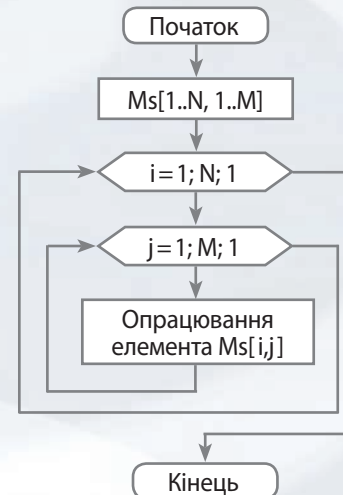 Початок
Ms[1..N, 1..M]
i = 1; N; 1
j = 1; M; 1
Опрацювання
елемента Ms[i,j]
Кінець